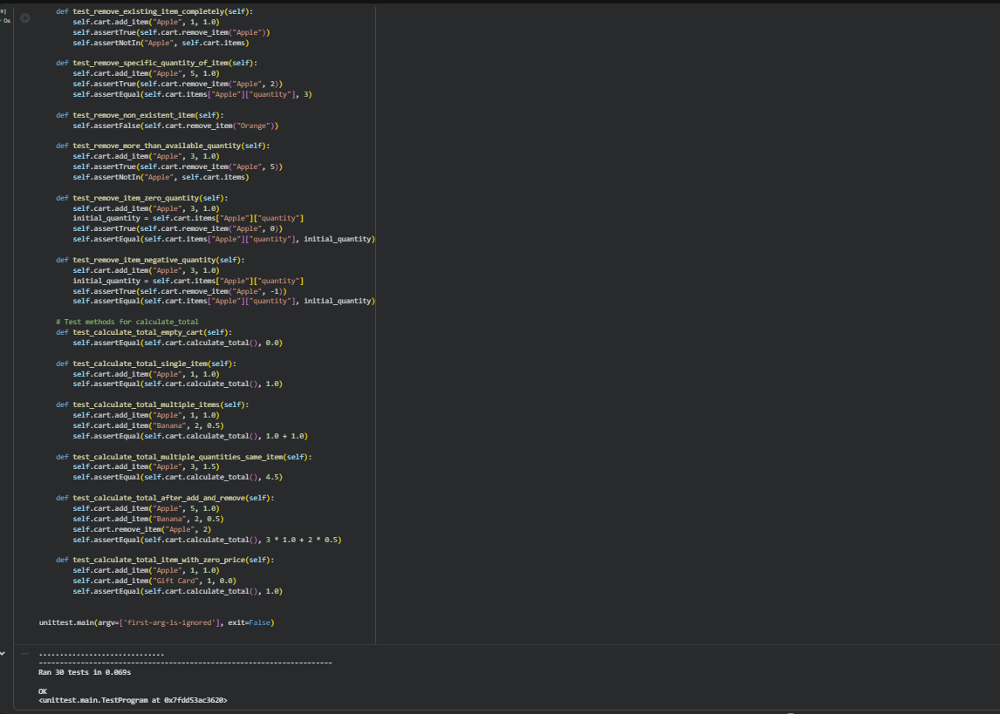 def test_remove_existing_item_completely(self):
self.cart.add_item("Apple", 1, 1.0)
self.assertTrue(self.cart.remove_item("Apple"))
self.assertNotIn("Apple", self.cart.items)
def test_remove_specific_quantity_of_item(self):
self.cart.add_item("Apple", 5, 1.0)
self.assertTrue(self.cart.remove_item("Apple", 2))
self.assertEqual(self.cart.items["Apple"]["quantity"], 3)
def test_remove_non_existent_item(self):
self.assertFalse(self.cart.remove_item("Orange"))
def test_remove_more_than_available_quantity(self):
self.cart.add_item("Apple", 3, 1.0)
self.assertTrue(self.cart.remove_item("Apple", 5))
self.assertNotIn("Apple", self.cart.items)
def test_remove_item_zero_quantity(self):
self.cart.add_item("Apple", 3, 1.0)
initial_quantity = self.cart.items["Apple"]["quantity"]
self.assertTrue(self.cart.remove_item("Apple", 0))
self.assertEqual(self.cart.items["Apple"]["quantity"], initial_quantity)
def test_remove_item_negative_quantity(self):
self.cart.add_item("Apple", 3, 1.0)
initial_quantity = self.cart.items["Apple"]["quantity"]
self.assertTrue(self.cart.remove_item("Apple", -1))
self.assertEqual(self.cart.items["Apple"]["quantity"], initial_quantity)
# Test methods for calculate_total
def test_calculate_total_empty_cart(self):
self.assertEqual(self.cart.calculate_total(), 0.0)
def test_calculate_total_single_item(self):
self.cart.add_item("Apple", 1, 1.0)
self.assertEqual(self.cart.calculate_total(), 1.0)
def test_calculate_total_multiple_items(self):
self.cart.add_item("Apple", 1, 1.0)
self.cart.add_item("Banana", 2, 0.5)
self.assertEqual(self.cart.calculate_total(), 1.0 + 1.0)
def test_calculate_total_multiple_quantities_same_item(self):
self.cart.add_item("Apple", 3, 1.5)
self.assertEqual(self.cart.calculate_total(), 4.5)
def test_calculate_total_after_add_and_remove(self):
self.cart.add_item("Apple", 5, 1.0)
self.cart.add_item("Banana", 2, 0.5)
self.cart.remove_item("Apple", 2)
self.assertEqual(self.cart.calculate_total(), 3 * 1.0 + 2 * 0.5)
def test_calculate_total_item_with_zero_price(self):
self.cart.add_item("Apple", 1, 1.0)
self.cart.add_item("Gift Card", 1, 0.0)
self.assertEqual(self.cart.calculate_total(), 1.0)
unittest.main(argv=['first-arg-is-ignored'], exit=False)
..............................
----------------------------------------------------------------------
Ran 30 tests in 0.069s
OK
<unittest.main.TestProgram at 0x7fdd53ac3620>